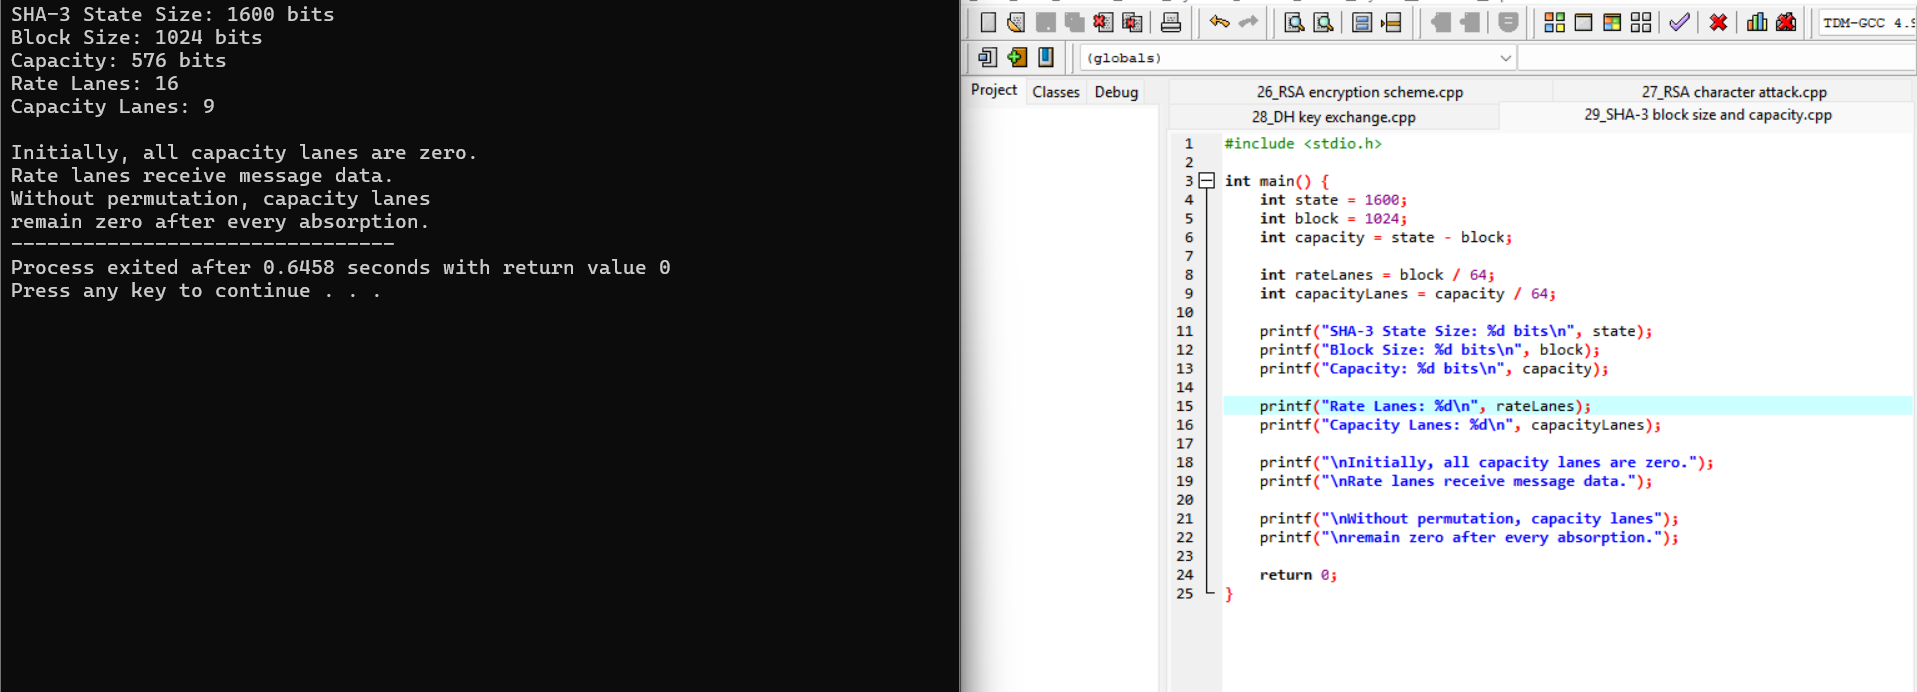 SHA-3 State Size: 1600 bits
Block Size: 1024 bits
Capacity: 576 bits
Rate Lanes: 16
Capacity Lanes: 9
Initially, all capacity lanes are zero.
Rate lanes receive message data.
Without permutation, capacity lanes
remain zero after every absorption.
--------------------------------
Process exited after 0.6458 seconds with return value 0
Press any key to continue . . .
TDM-GCC 4.9
(globals)
Project Classes Debug
26_RSA encryption scheme.cpp 27_RSA character attack.cpp
28_DH key exchange.cpp 29_SHA-3 block size and capacity.cpp
1 #include <stdio.h>
2
3 int main() {
4 int state = 1600;
5 int block = 1024;
6 int capacity = state - block;
7
8 int rateLanes = block / 64;
9 int capacityLanes = capacity / 64;
10
11 printf("SHA-3 State Size: %d bits\n", state);
12 printf("Block Size: %d bits\n", block);
13 printf("Capacity: %d bits\n", capacity);
14
15 printf("Rate Lanes: %d\n", rateLanes);
16 printf("Capacity Lanes: %d\n", capacityLanes);
17
18 printf("\nInitially, all capacity lanes are zero.");
19 printf("\nRate lanes receive message data.");
20
21 printf("\nWithout permutation, capacity lanes");
22 printf("\nremain zero after every absorption.");
23
24 return 0;
25 }